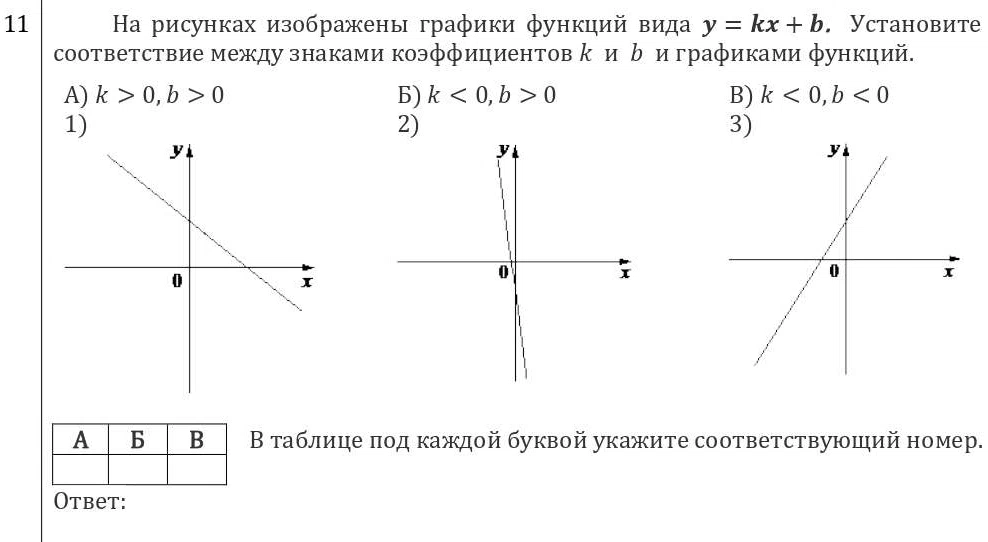 11 На рисунках изображены графики функций вида y = kx + b. Установите
соответствие между знаками коэффициентов k и b и графиками функций.
А) k > 0, b > 0 Б) k < 0, b > 0 В) k < 0, b < 0
1) 2) 3)
y y y
0 x 0 x 0 x
А Б В В таблице под каждой буквой укажите соответствующий номер.
Ответ: